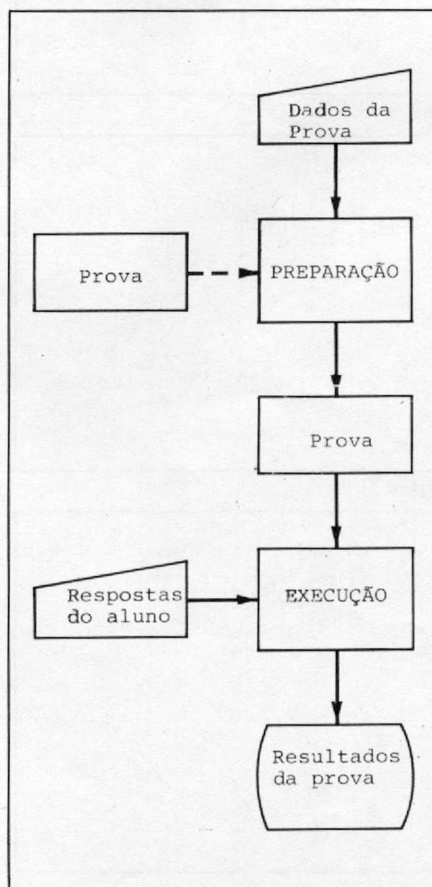 Dados da
Prova
Prova
PREPARAÇÃO
Prova
Respostas
do aluno
EXECUÇÃO
Resultados
da prova